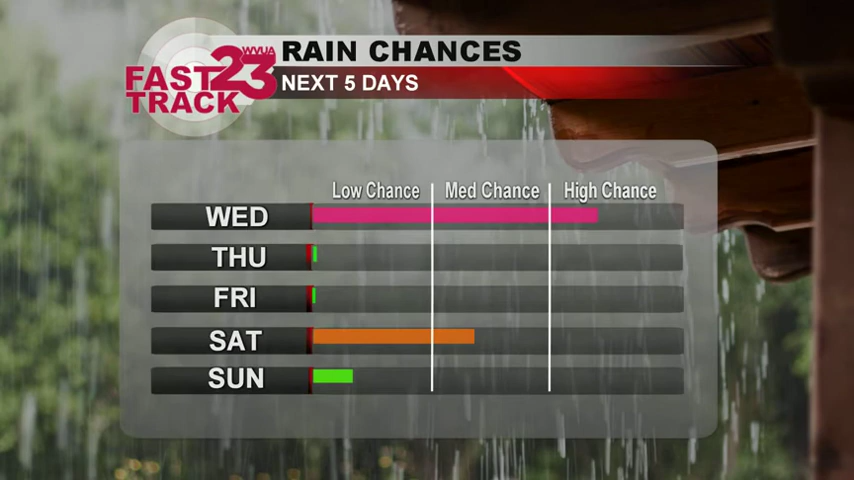 WVUA
23
FAST
TRACK
RAIN CHANCES
NEXT 5 DAYS
Low Chance Med Chance High Chance
WED
THU
FRI
SAT
SUN